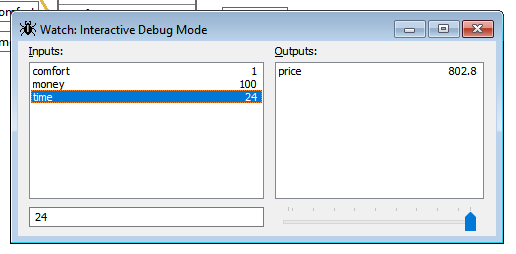 Watch: Interactive Debug Mode
Inputs:
Outputs:
comfort 1
money 100
time 24
price 802.8
24